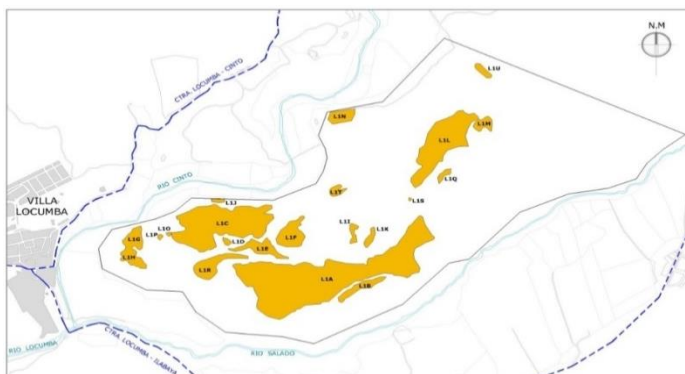 N.M
L1U
CTRA. LOCUMBA - CINTO
L1N
L1M
L1L
L1Q
RIO CINTO
L1T
L1S
VILLA
LOCUMBA
L1J
L1O
L1C
L1I
L1P
L1G
L1K
L1F
L1D
L1E
L1H
L1R
L1A
L1B
RIO LOCUMBA
CTRA. LOCUMBA - ILABAYA
RIO SALADO